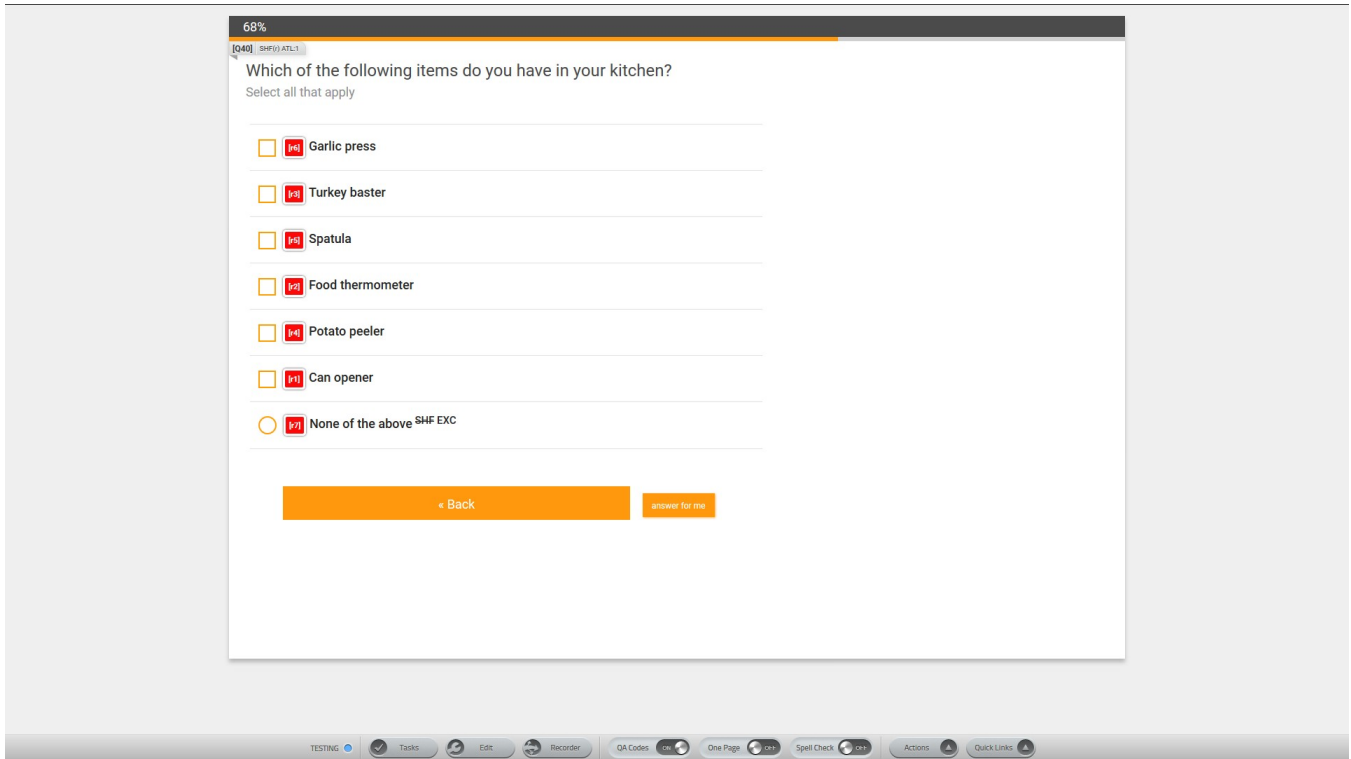 68%
[Q40] SHF(r) ATL:1
Which of the following items do you have in your kitchen?
Select all that apply
[r6] Garlic press
[r3] Turkey baster
[r5] Spatula
[r2] Food thermometer
[r4] Potato peeler
[r1] Can opener
[r7] None of the above SHF EXC
« Back answer for me
TESTING Tasks Edit Recorder QA Codes ON One Page OFF Spell Check OFF Actions Quick Links